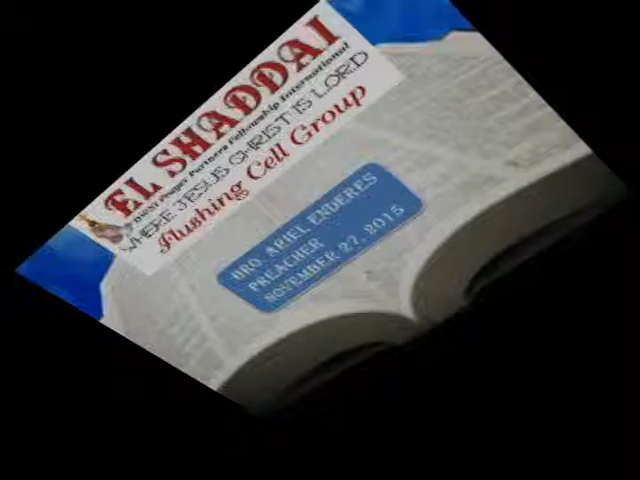 EL SHADDAI
DWXI Prayer Partners Fellowship International
WHERE JESUS CHRIST IS LORD
Flushing Cell Group
BRO. ARIEL ENDERES
PREACHER
NOVEMBER 27, 2015